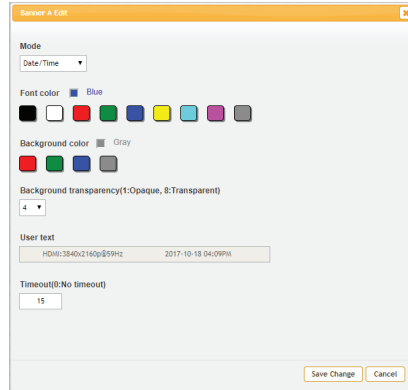 Banner A Edit
Mode
Date/Time
Font color Blue
Background color Gray
Background transparency(1:Opaque, 8:Transparent)
4
User text
HDMI:3840x2160p@59Hz 2017-10-18 04:09PM
Timeout(0:No timeout)
15
Save Change Cancel